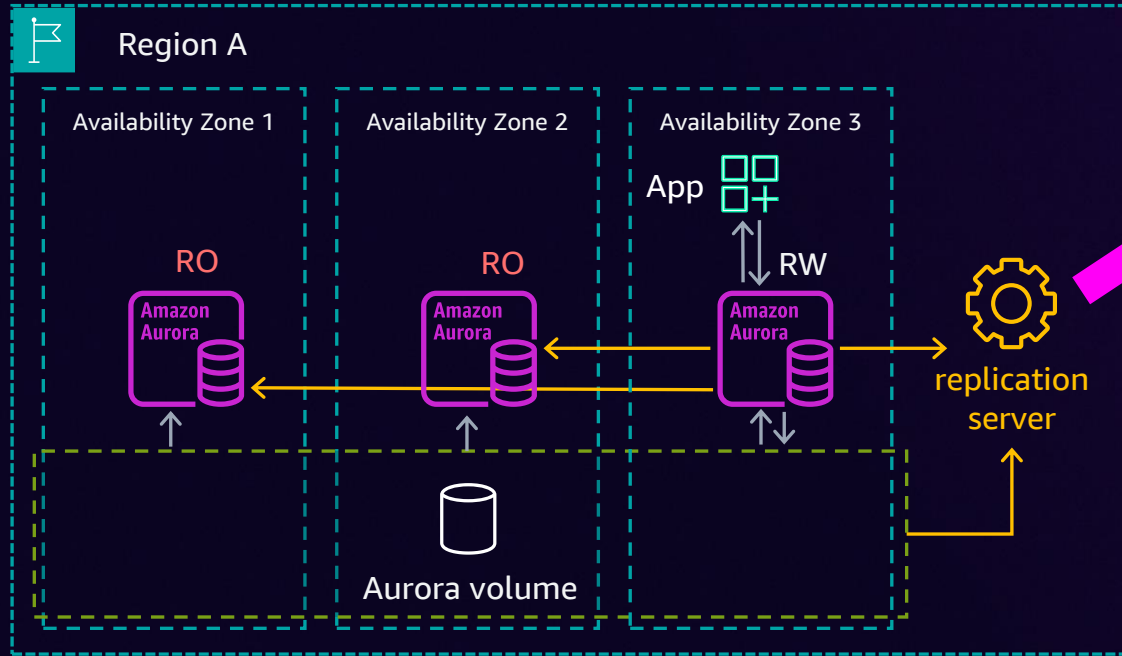 Region A
Availability Zone 1
Availability Zone 2
Availability Zone 3
App
RO
RO
RW
Amazon
Aurora
Amazon
Aurora
Amazon
Aurora
replication
server
Aurora volume